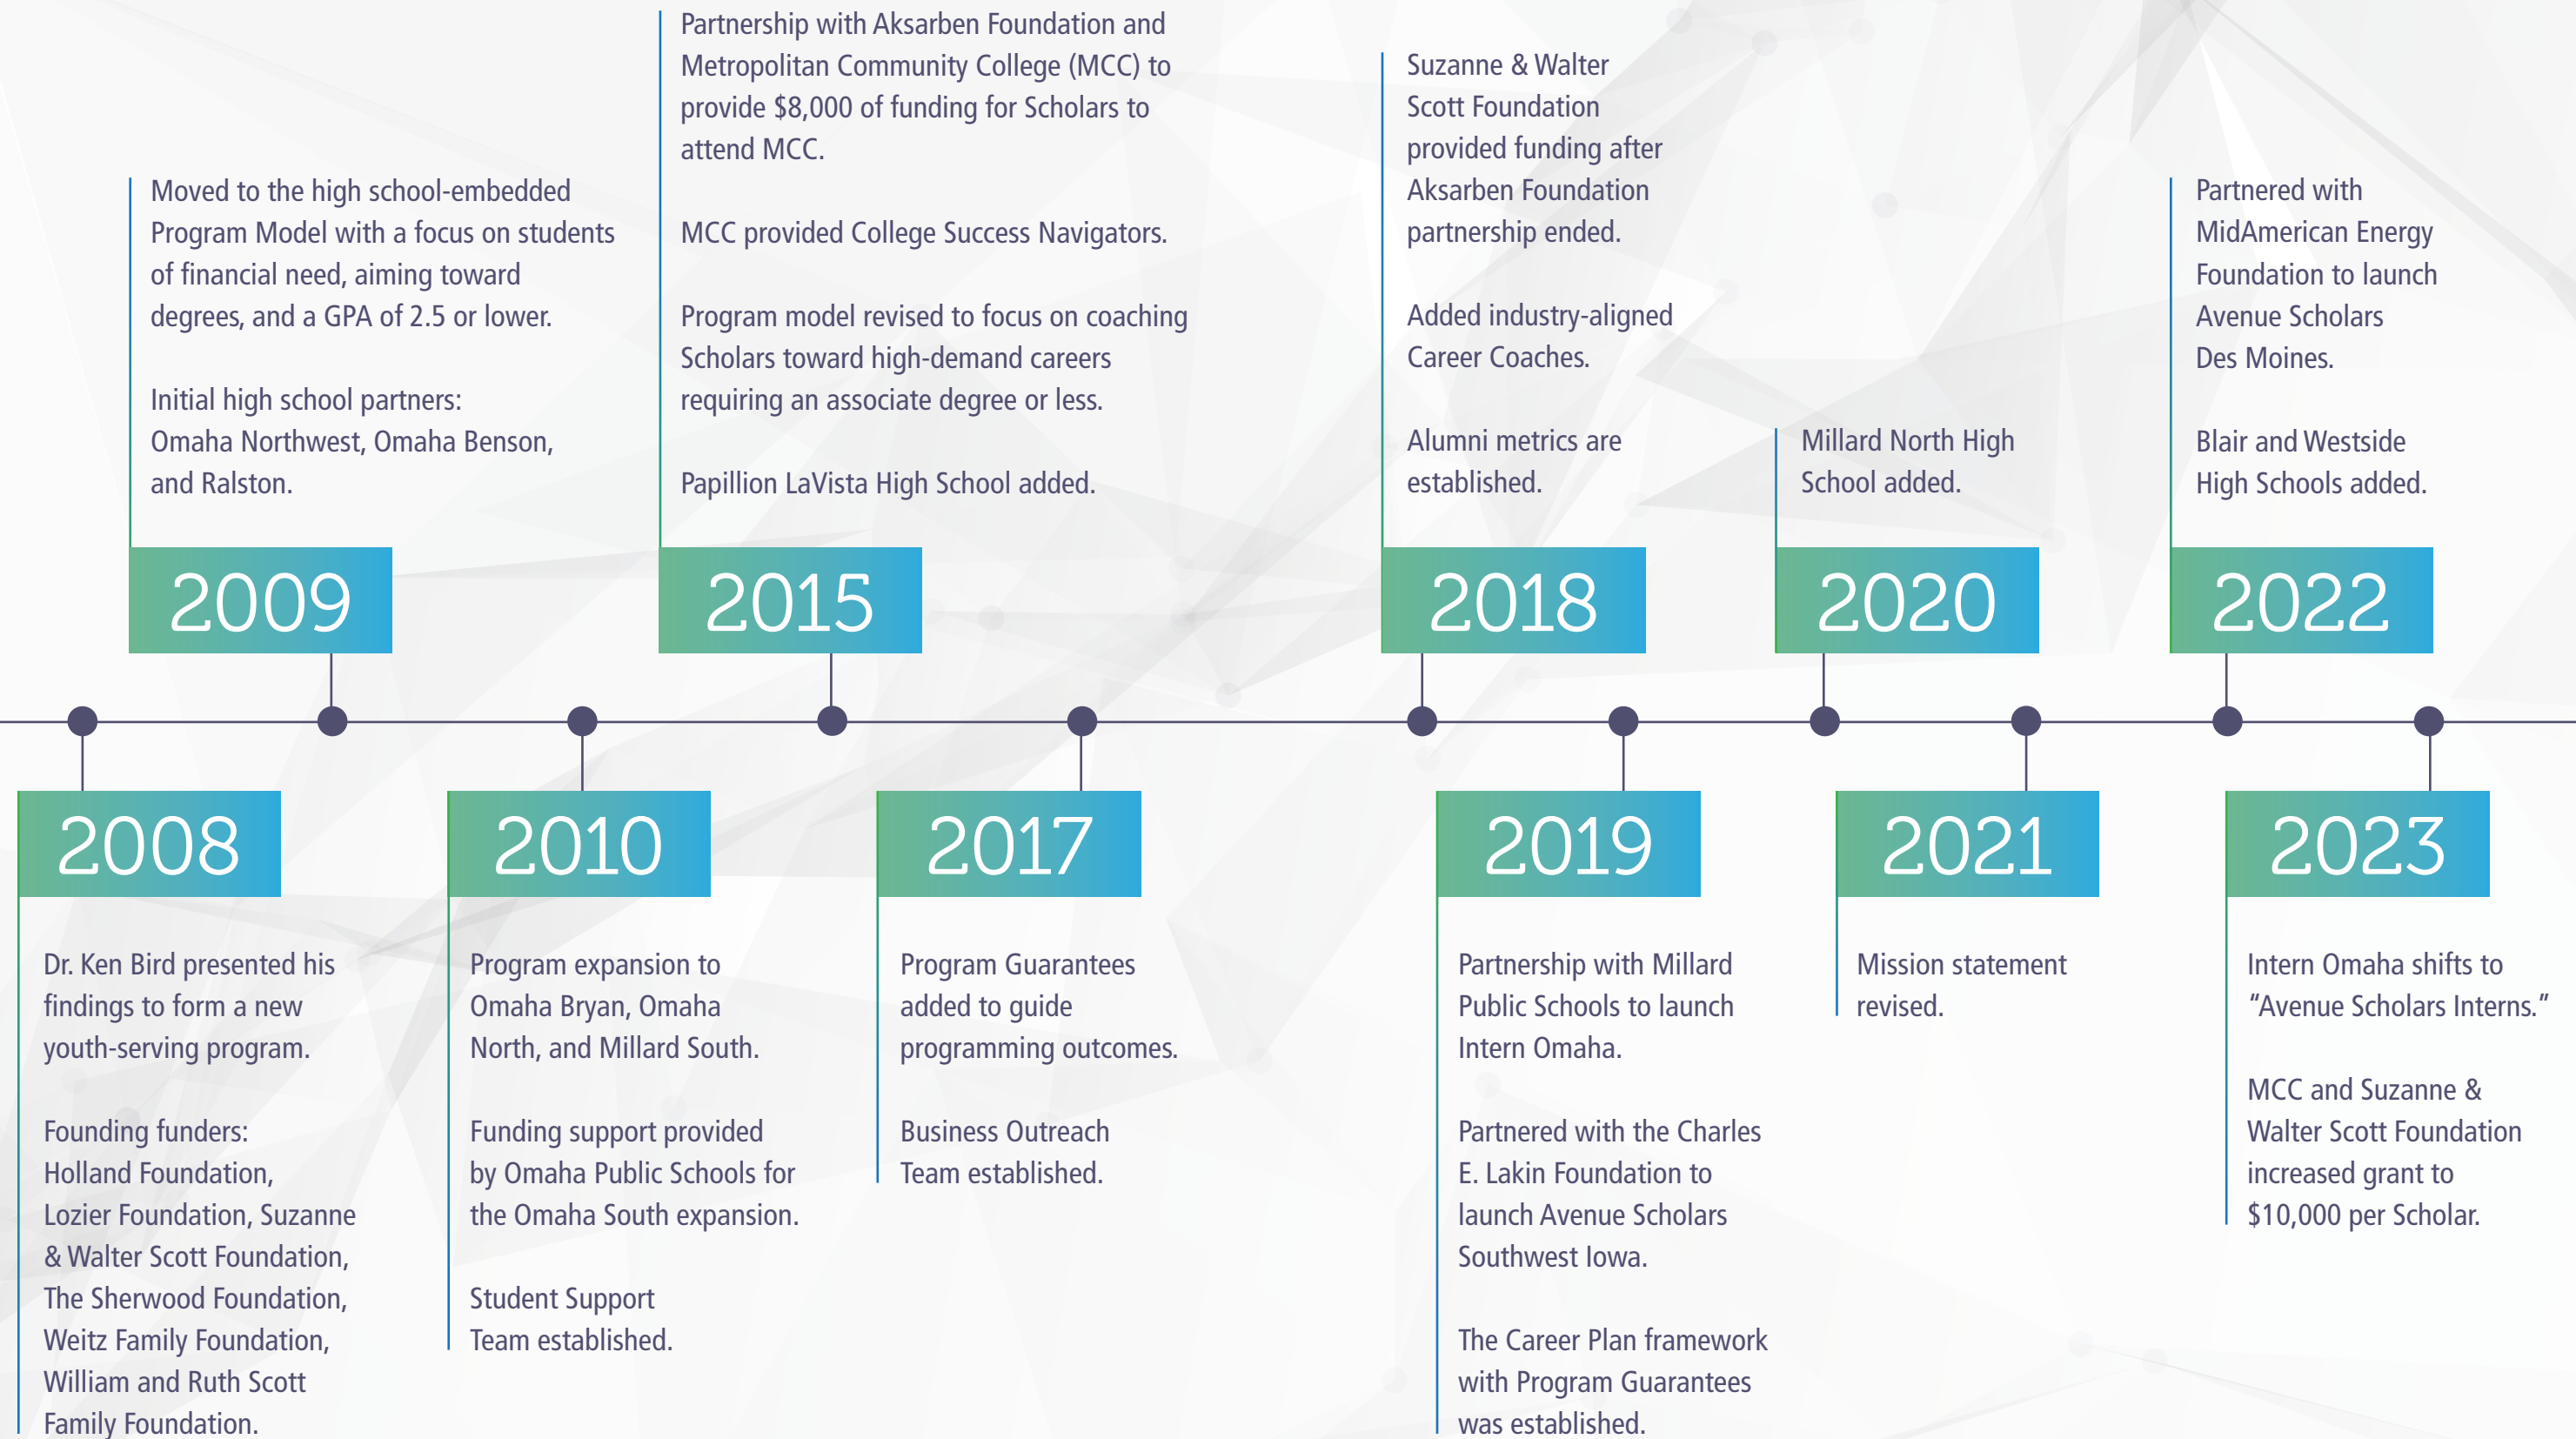 2008
Dr. Ken Bird presented his
findings to form a new
youth-serving program.
Founding funders:
Holland Foundation,
Lozier Foundation, Suzanne
& Walter Scott Foundation,
The Sherwood Foundation,
Weitz Family Foundation,
William and Ruth Scott
Family Foundation.
Moved to the high school-embedded
Program Model with a focus on students
of financial need, aiming toward
degrees, and a GPA of 2.5 or lower.
Initial high school partners:
Omaha Northwest, Omaha Benson,
and Ralston.
2009
2010
Program expansion to
Omaha Bryan, Omaha
North, and Millard South.
Funding support provided
by Omaha Public Schools for
the Omaha South expansion.
Student Support
Team established.
Partnership with Aksarben Foundation and
Metropolitan Community College (MCC) to
provide $8,000 of funding for Scholars to
attend MCC.
MCC provided College Success Navigators.
Program model revised to focus on coaching
Scholars toward high-demand careers
requiring an associate degree or less.
Papillion LaVista High School added.
2015
2017
Program Guarantees
added to guide
programming outcomes.
Business Outreach
Team established.
Suzanne & Walter
Scott Foundation
provided funding after
Aksarben Foundation
partnership ended.
Added industry-aligned
Career Coaches.
Alumni metrics are
established.
2018
2019
Partnership with Millard
Public Schools to launch
Intern Omaha.
Partnered with the Charles
E. Lakin Foundation to
launch Avenue Scholars
Southwest Iowa.
The Career Plan framework
with Program Guarantees
was established.
Millard North High
School added.
2020
2021
Mission statement
revised.
Partnered with
MidAmerican Energy
Foundation to launch
Avenue Scholars
Des Moines.
Blair and Westside
High Schools added.
2022
2023
Intern Omaha shifts to
“Avenue Scholars Interns.”
MCC and Suzanne &
Walter Scott Foundation
increased grant to
$10,000 per Scholar.